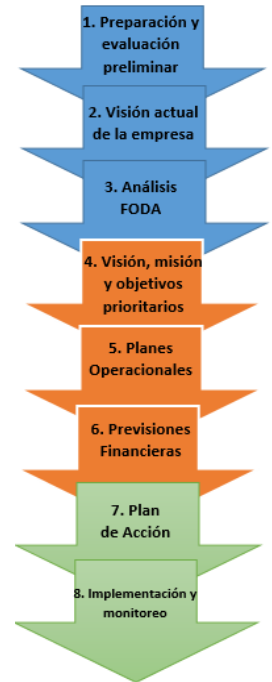 1. Preparación y
evaluación
preliminar
2. Visión actual
de la empresa
3. Análisis
FODA
4. Visión, misión
y objetivos
prioritarios
5. Planes
Operacionales
6. Previsiones
Financieras
7. Plan
de Acción
8. Implementación y
monitoreo